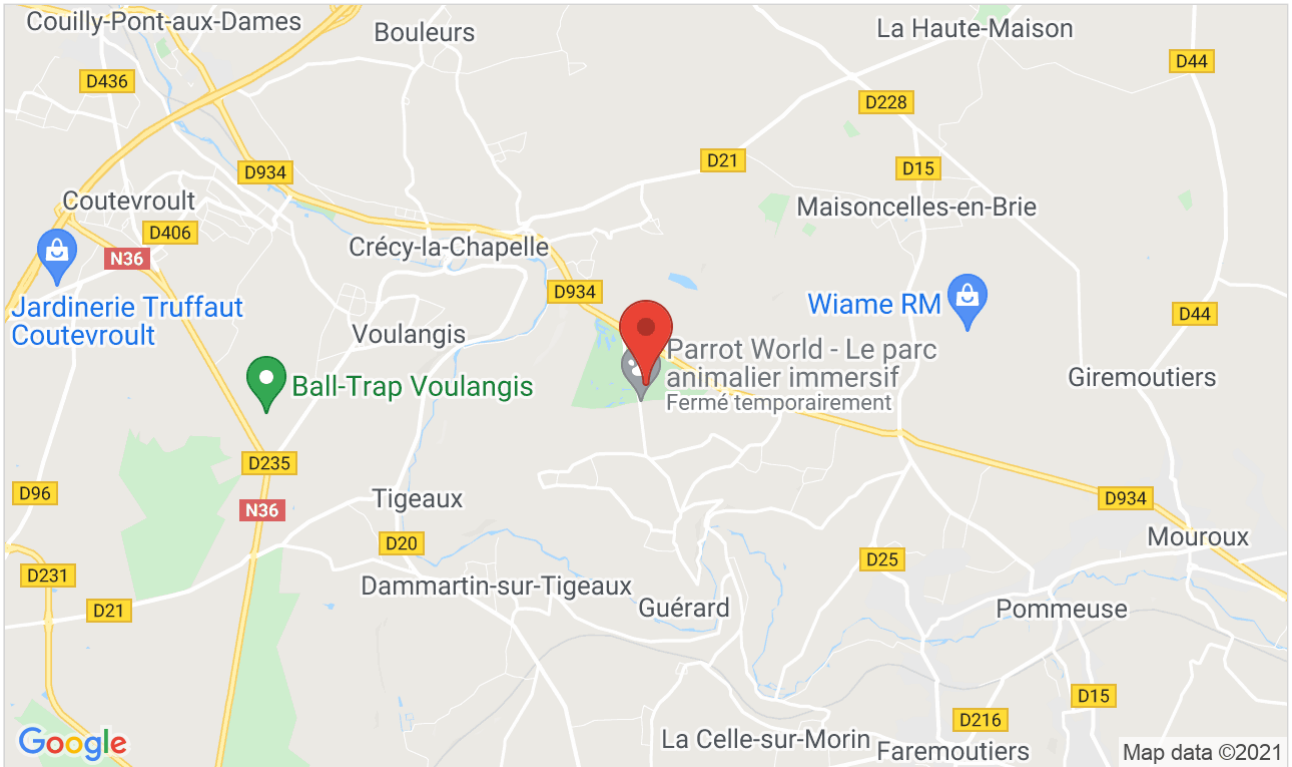 Couilly-Pont-aux-Dames
Bouleurs
La Haute-Maison
D44
D436
D228
D21
D15
D934
Coutevroult
Maisoncelles-en-Brie
D406
Crécy-la-Chapelle
N36
D934
Jardinerie Truffaut
Coutevroult
Wiame RM
D44
Voulangis
Parrot World - Le parc
animalier immersif
Fermé temporairement
Giremoutiers
Ball-Trap Voulangis
D235
D96
Tigeaux
D934
N36
Mouroux
D20
D25
D231
Dammartin-sur-Tigeaux
Guérard
Pommeuse
D21
D15
D216
La Celle-sur-Morin
Faremoutiers
Google
Map data ©2021